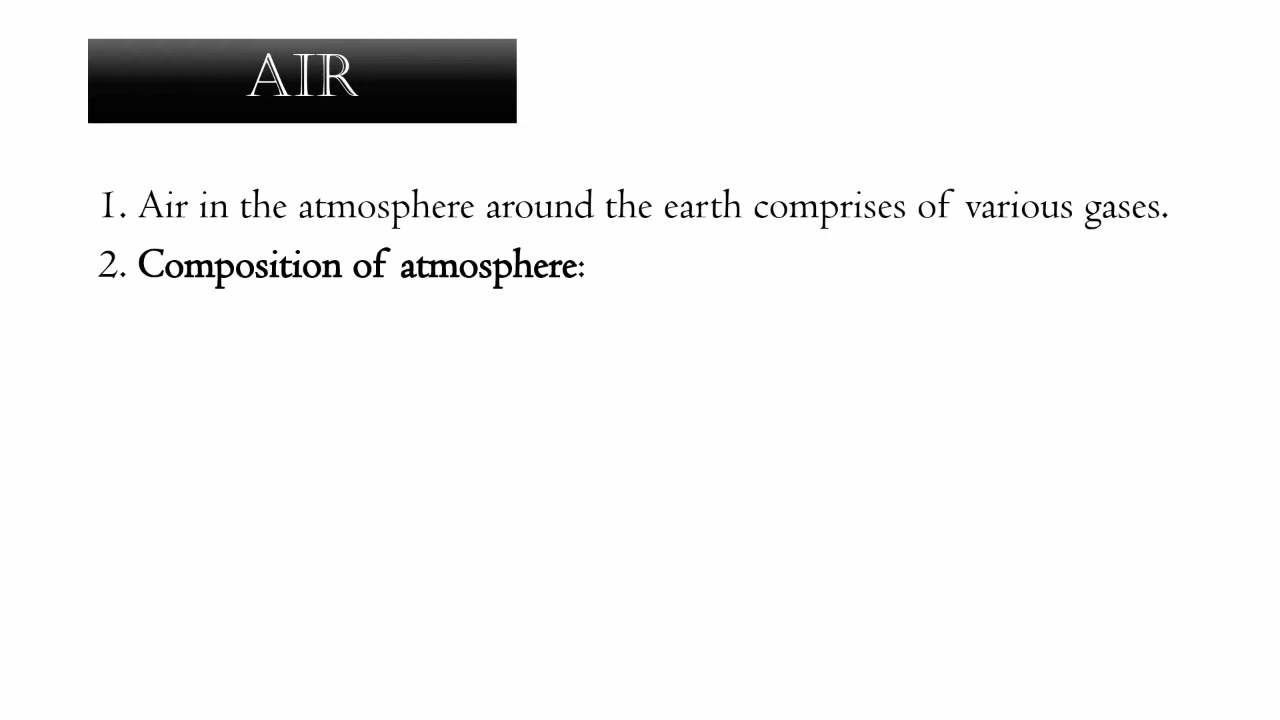 AIR
1. Air in the atmosphere around the earth comprises of various gases.
2. Composition of atmosphere: